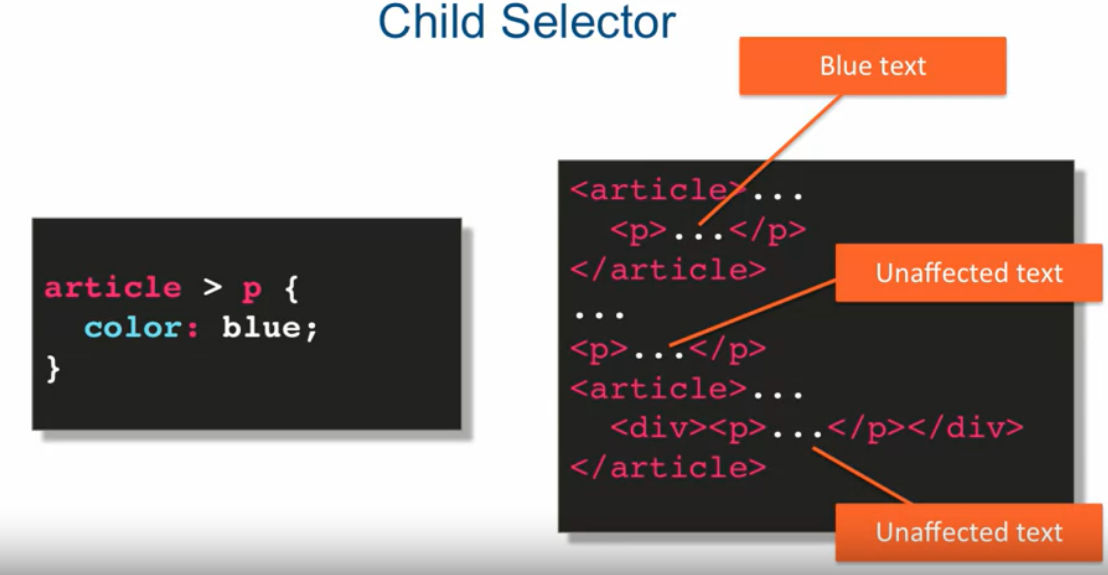 Child Selector
Blue text
article > p {
  color: blue;
}
<article>...
  <p>...</p>
</article>
Unaffected text
...
<p>...</p>
<article>...
  <div><p>...</p></div>
</article>
Unaffected text